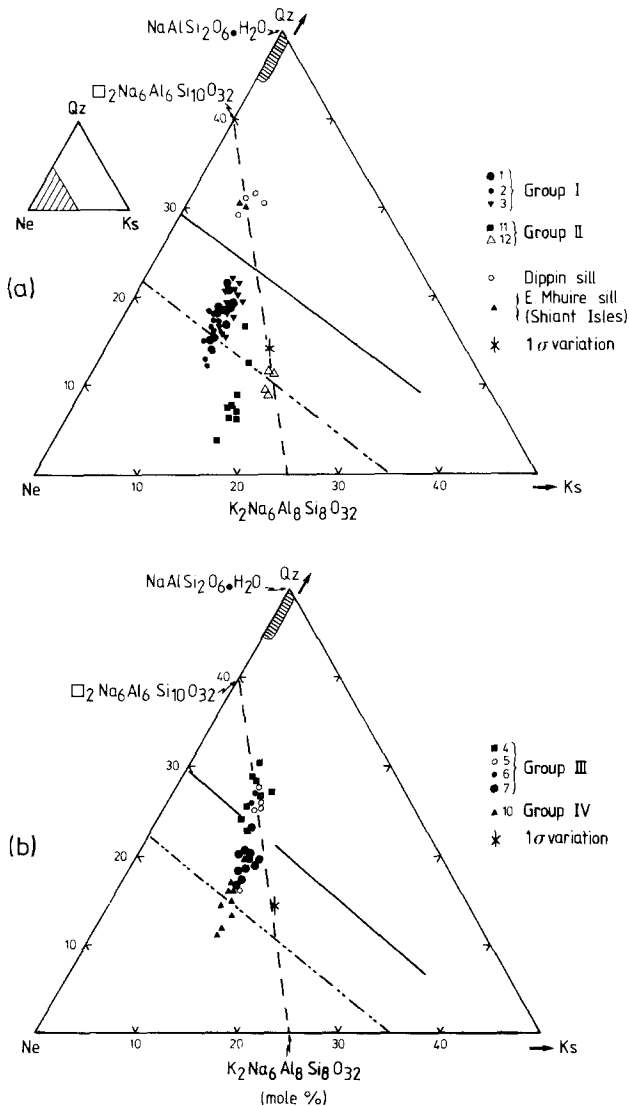 Qz
NaAlSi₂O₆•H₂O
□₂Na₆Al₆Si₁₀O₃₂
Qz
Ne
Ks
40
30
20
10
(a)
1
2
3
Group I
11
12
Group II
Dippin sill
E. Mhuire sill
(Shiant Isles)
1σ variation
Ne
10
20
30
40
Ks
K₂Na₆Al₈Si₈O₃₂
Qz
NaAlSi₂O₆•H₂O
□₂Na₆Al₆Si₁₀O₃₂
40
30
20
10
(b)
4
5
6
7
Group III
10
Group IV
1σ variation
Ne
10
20
30
40
Ks
K₂Na₆Al₈Si₈O₃₂
(mole %)